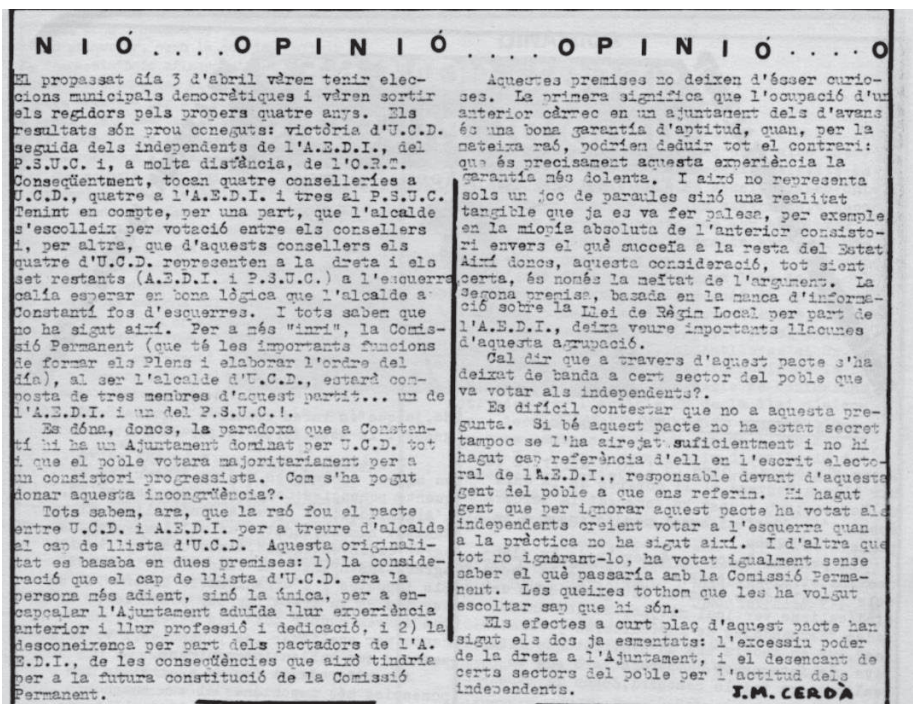 NIÓ....OPINIÓ....OPINIÓ....O
El propassat día 3 d'abril vàrem tenir elec-
cions municipals democràtiques i vàren sortir
els regidors pels propers quatre anys.  Els
resultats són prou coneguts: victòria d'U.C.D.
seguida dels independents de l'A.E.D.I., del
P.S.U.C. i, a molta distància, de l'O.R.T.
Conseqüentment, tocan quatre conselleríes a
U.C.D., quatre a l'A.E.D.I. i tres al P.S.U.C.
Tenint en compte, per una part, que l'alcalde
s'escolleix per votació entre els consellers
i, per altra, que d'aquests consellers els
quatre d'U.C.D. representen a la dreta i els
set restants (A.E.D.I. i P.S.U.C.) a l'esquerra
calía esperar en bona lògica que l'alcalde a
Constantí fos d'esquerres.  I tots sabem que
no ha sigut així.  Per a més "inri", la Comis-
sió Permanent (que té les importants funcions
de formar els Plens i elaborar l'ordre del
día), al ser l'alcalde d'U.C.D., estarà com-
posta de tres membres d'aquest partit... un de
l'A.E.D.I. i un del P.S.U.C.!.
Es dóna, doncs, la paradoxa que a Constan-
tí hi ha un Ajuntament dominat per U.C.D. tot
i que el poble votara majoritariament per a
un consistori progressista.  Com s'ha pogut
donar aquesta incongrüència?.
Tots sabem, ara, que la raó fou el pacte
entre U.C.D. i A.E.D.I. per a treure d'alcalde
al cap de llista d'U.C.D.  Aquesta originali-
tat es basaba en dues premises: 1) la conside-
ració que el cap de llista d'U.C.D. era la
persona més adient, sinó la única, per a en-
capçalar l'Ajuntament aduïda llur experiència
anterior i llur professió i dedicació, i 2) la
desconeixença per part dels pactadors de l'A.
E.D.I., de les conseqüències que això tindría
per a la futura constitució de la Comissió
Permanent.
Aquestes premises no deixen d'ésser curio-
ses.  La primera significa que l'ocupació d'un
anterior càrrec en un ajuntament dels d'avans
és una bona garantía d'aptitud, quan, per la
mateixa raó, podríem deduir tot el contrari:
que és precisament aquesta experiència la
garantía més dolenta.  I això no representa
sols un joc de paraules sinó una realitat
tangible que ja es va fer palesa, per exemple
en la miopía absoluta de l'anterior consisto-
ri envers el què succeïa a la resta del Estat.
Així doncs, aquesta consideració, tot sient
certa, és només la meitat de l'argument.  La
segona premisa, basada en la manca d'informa-
ció sobre la Llei de Règim Local per part de
l'A.E.D.I., deixa veure importants llacunes
d'aquesta agrupació.
Cal dir que a travers d'aquest pacte s'ha
deixat de banda a cert sector del poble que
va votar als independents?.
Es difícil contestar que no a aquesta pre-
gunta.  Si bé aquest pacte no ha estat secret
tampoc se l'ha airejat suficientment i no hi
hagut cap referència d'ell en l'escrit electo-
ral de l'A.E.D.I., responsable devant d'aquesta
gent del poble a que ens referim.  Hi hagut
gent que per ignorar aquest pacte ha votat als
independents creient votar a l'esquerra quan
a la pràctica no ha sigut així.  I d'altra que
tot no ignorant-lo, ha votat igualment sense
saber el què passaría amb la Comissió Perma-
nent.  Les queixes tothom que les ha volgut
escoltar sap que hi són.
Els efectes a curt plaç d'aquest pacte han
sigut els dos ja esmentats: l'excessiu poder
de la dreta a l'Ajuntament, i el desencant de
certs sectors del poble per l'actitud dels
independents.
J.M. CERDÀ